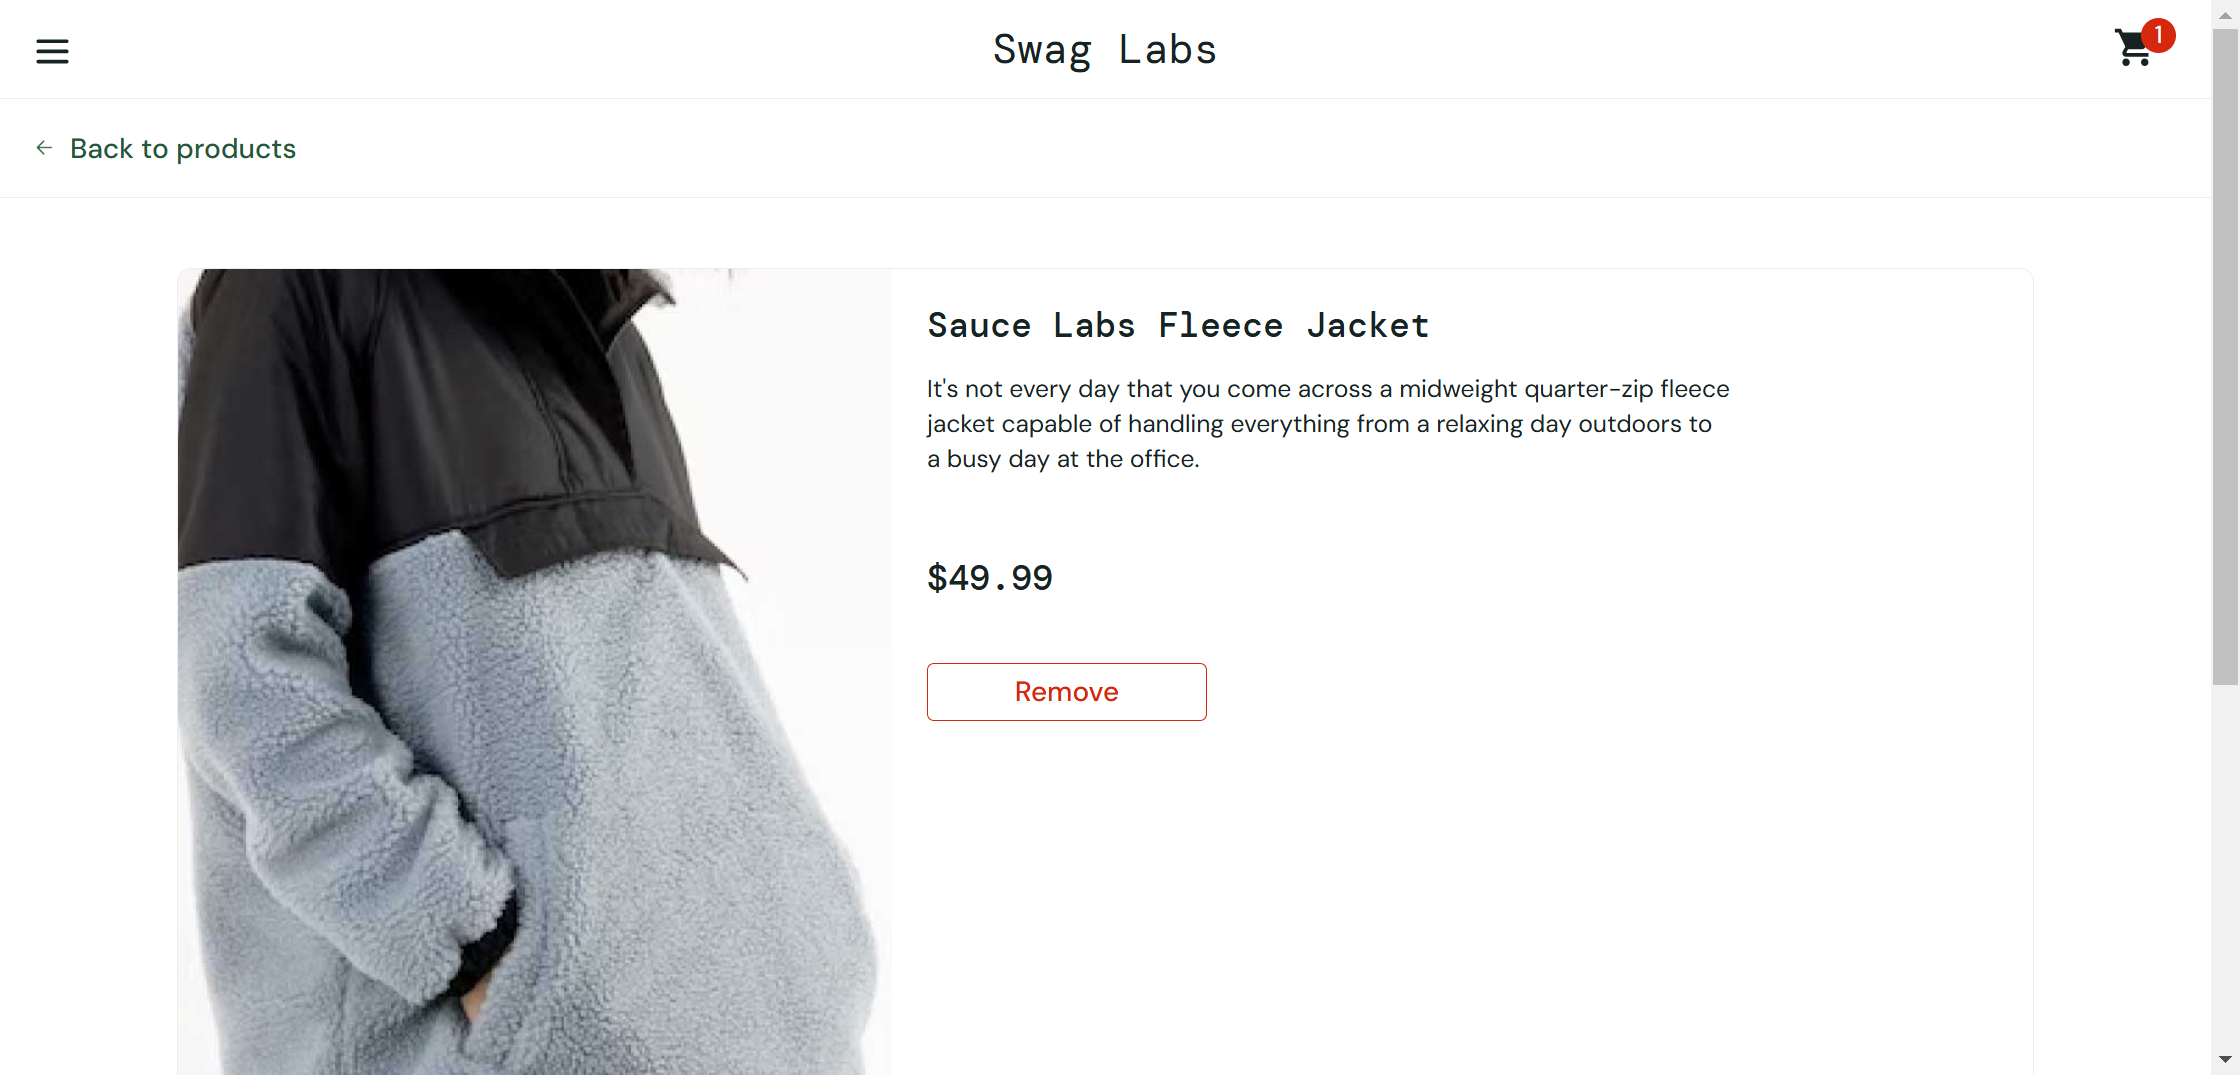 Swag Labs
1
Back to products
Sauce Labs Fleece Jacket
It's not every day that you come across a midweight quarter-zip fleece
jacket capable of handling everything from a relaxing day outdoors to
a busy day at the office.
$49.99
Remove